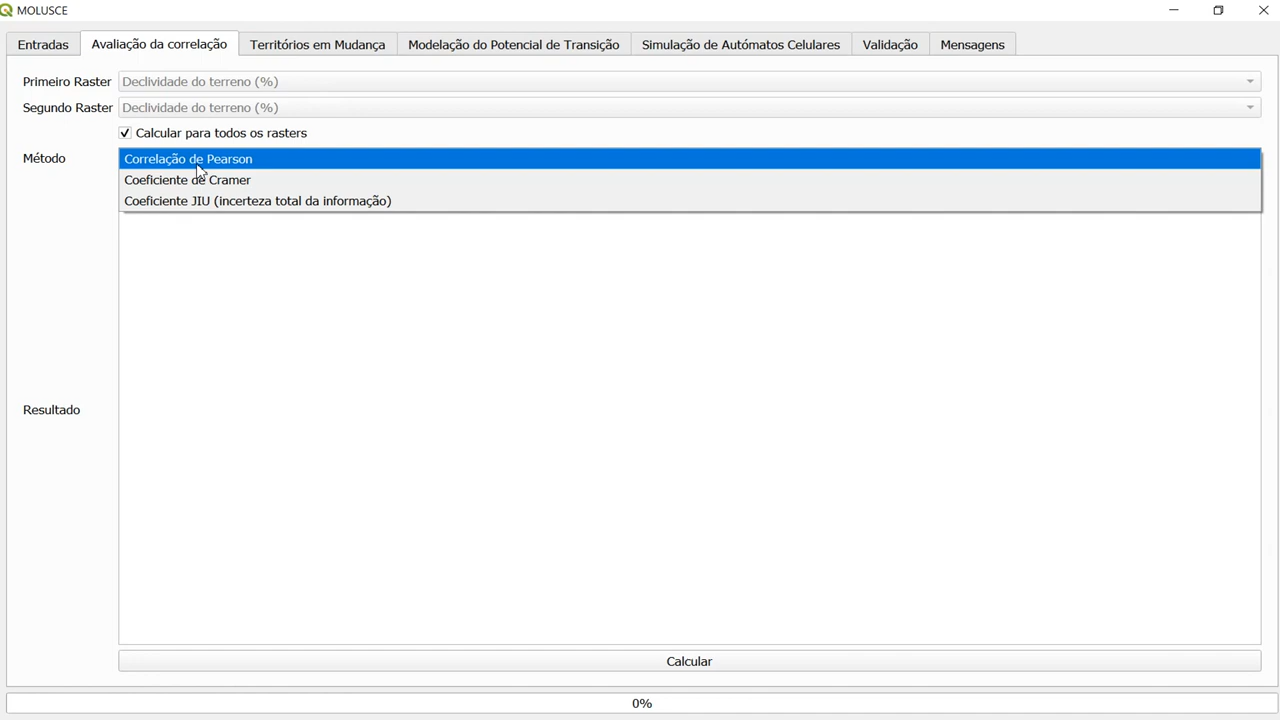 MOLUSCE
Entradas
Avaliação da correlação
Territórios em Mudança
Modelação do Potencial de Transição
Simulação de Autómatos Celulares
Validação
Mensagens
Primeiro Raster
Declividade do terreno (%)
Segundo Raster
Declividade do terreno (%)
Calcular para todos os rasters
Método
Correlação de Pearson
Coeficiente de Cramer
Coeficiente JIU (incerteza total da informação)
Resultado
Calcular
0%